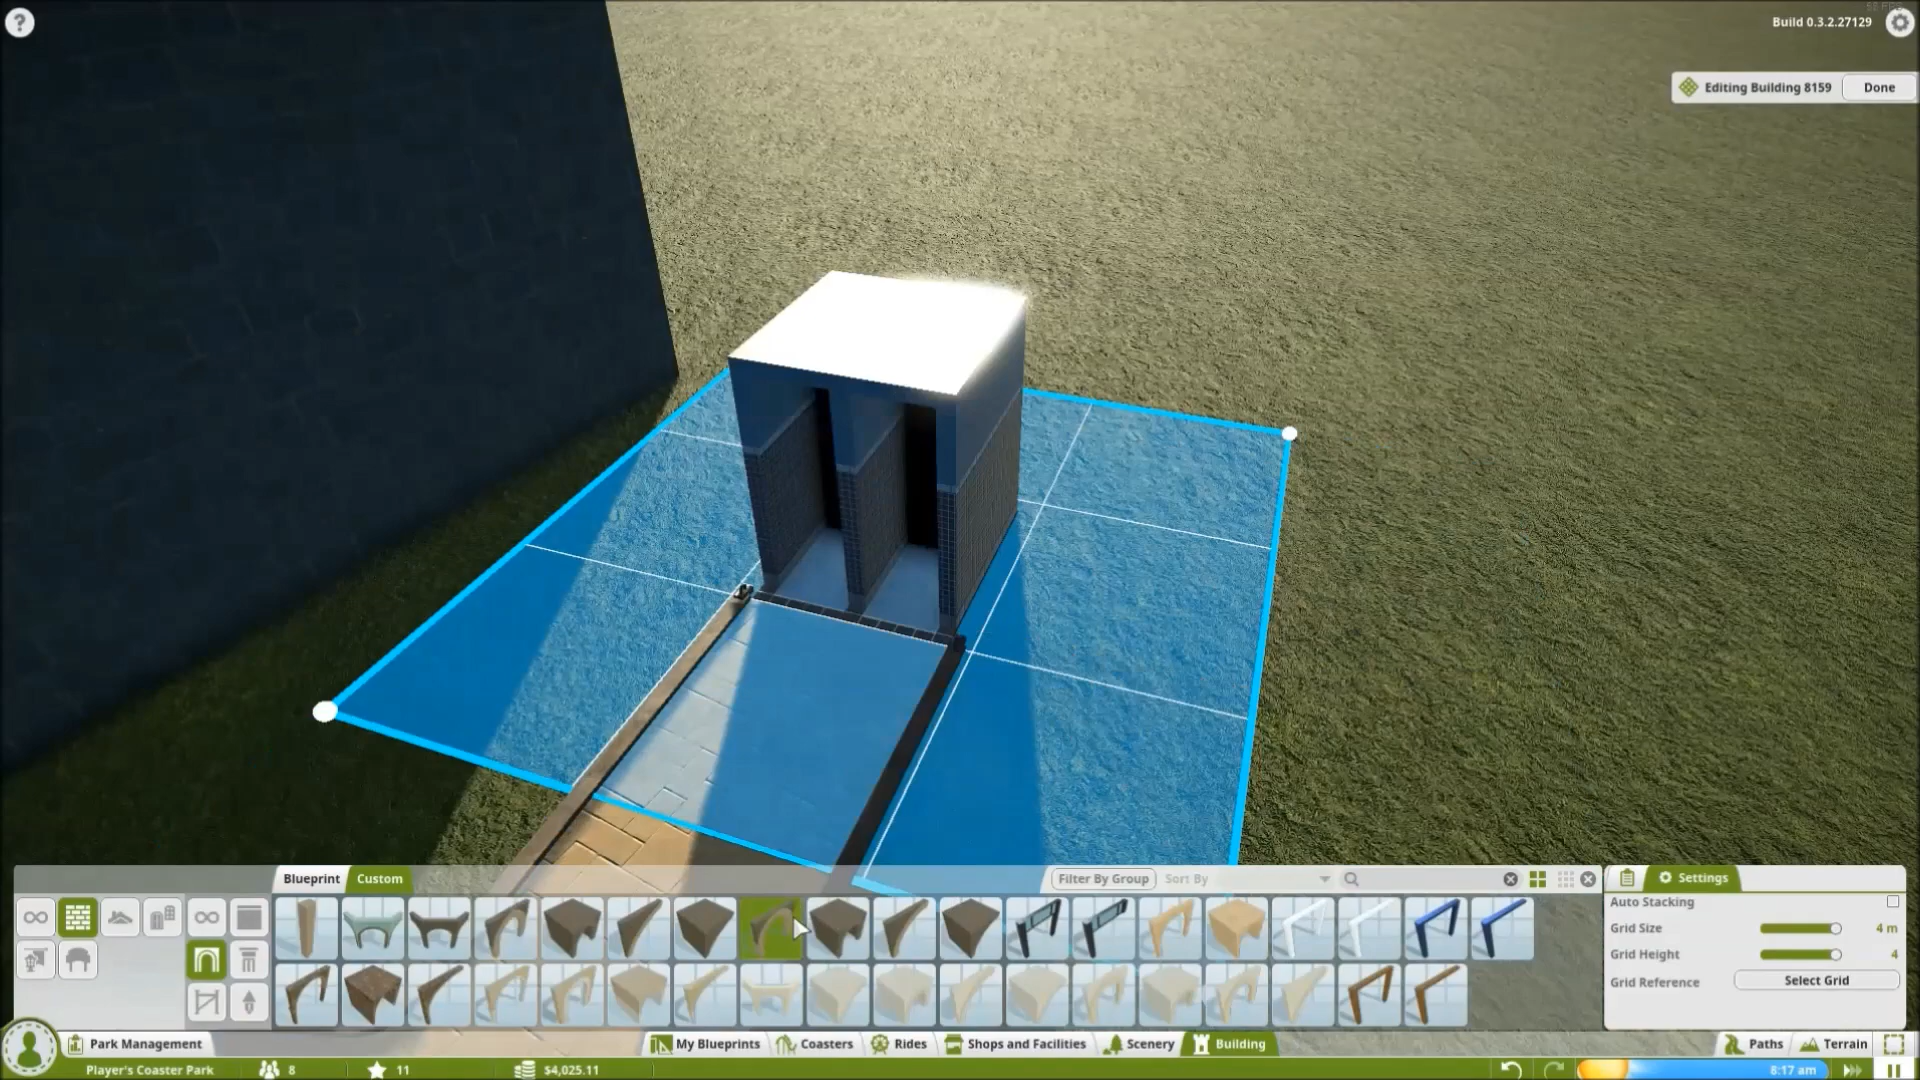 ?
Build 0.3.2.27129
Editing Building 8159
Done
Blueprint
Custom
Filter By Group
Sort By
Settings
Auto Stacking
Grid Size
4 m
Grid Height
4
Grid Reference
Select Grid
Park Management
My Blueprints
Coasters
Rides
Shops and Facilities
Scenery
Building
Paths
Terrain
Player's Coaster Park
8
11
$4,025.11
8:17 am